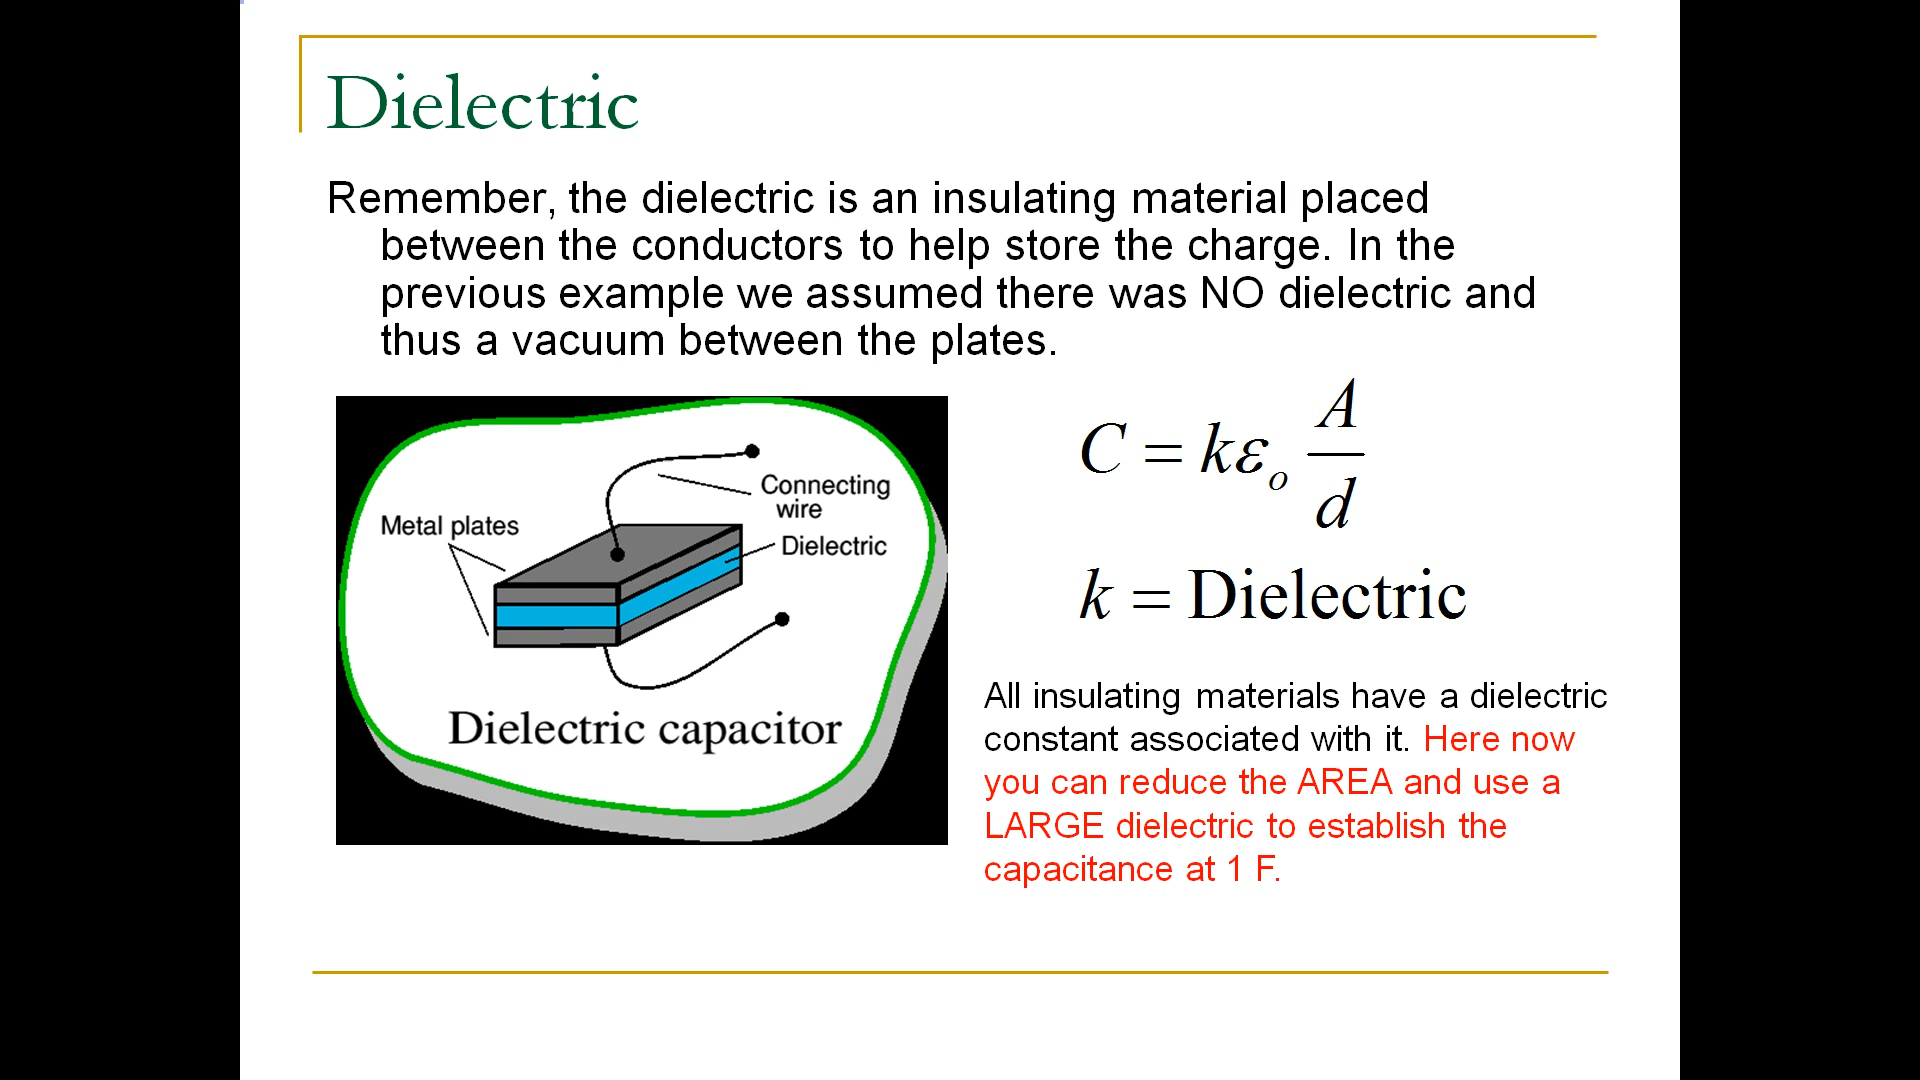 Dielectric
Remember, the dielectric is an insulating material placed
between the conductors to help store the charge. In the
previous example we assumed there was NO dielectric and
thus a vacuum between the plates.
Connecting
wire
Metal plates
Dielectric
Dielectric capacitor
C = kε₀ A/d
k = Dielectric
All insulating materials have a dielectric
constant associated with it. Here now
you can reduce the AREA and use a
LARGE dielectric to establish the
capacitance at 1 F.